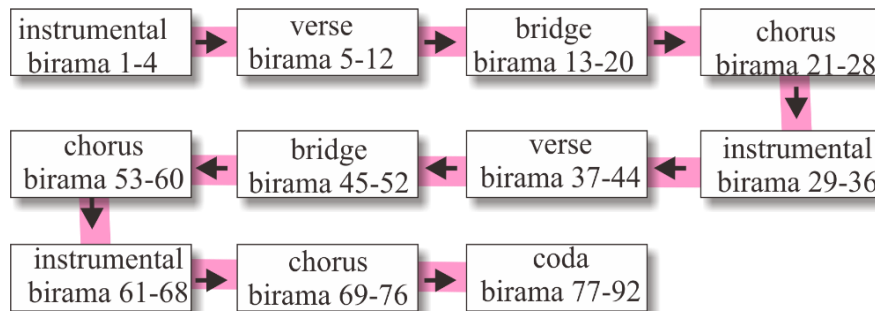 instrumental
birama 1-4
verse
birama 5-12
bridge
birama 13-20
chorus
birama 21-28
instrumental
birama 29-36
verse
birama 37-44
bridge
birama 45-52
chorus
birama 53-60
instrumental
birama 61-68
chorus
birama 69-76
coda
birama 77-92